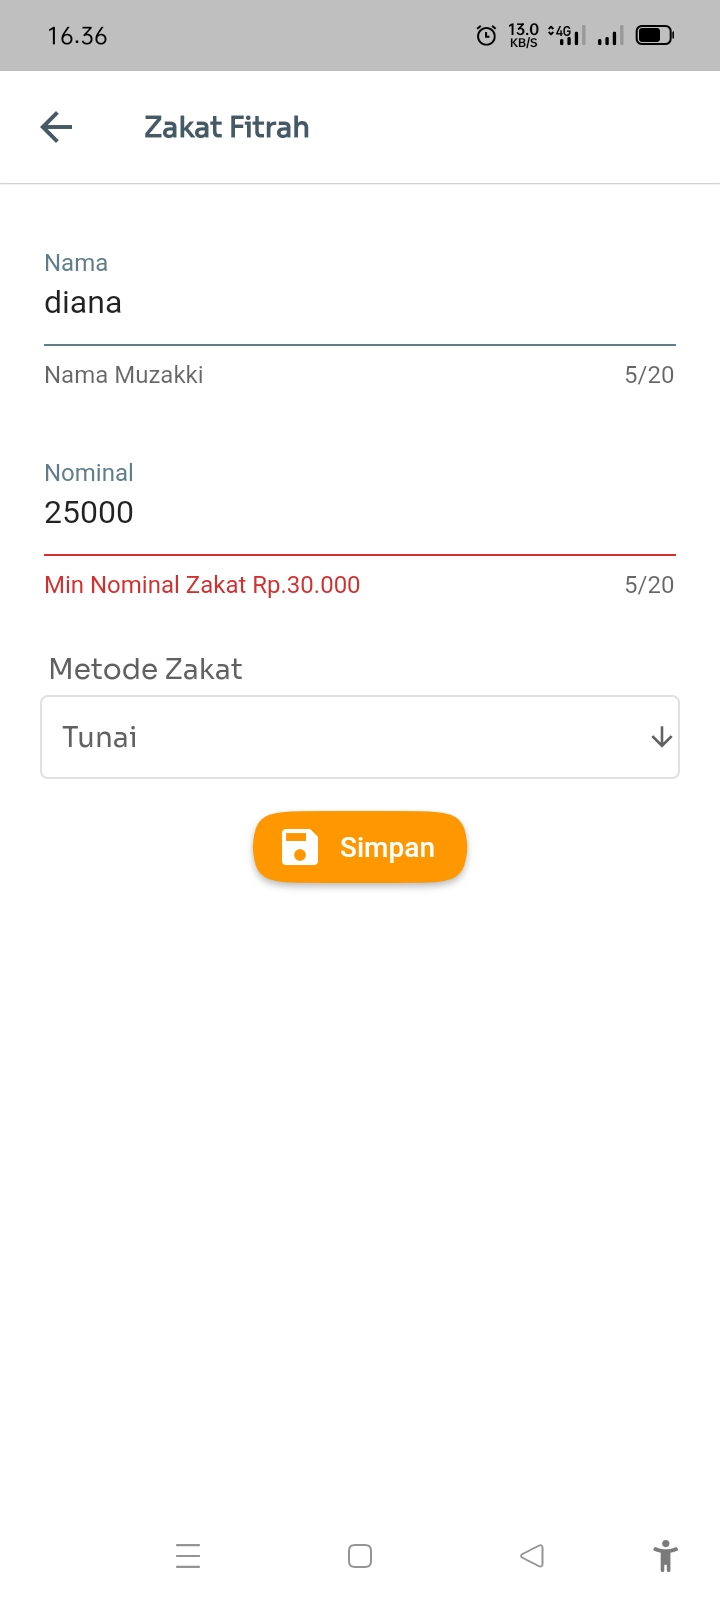 16.36
13.0
KB/S
4G
Zakat Fitrah
Nama
diana
Nama Muzakki
5/20
Nominal
25000
Min Nominal Zakat Rp.30.000
5/20
Metode Zakat
Tunai
Simpan